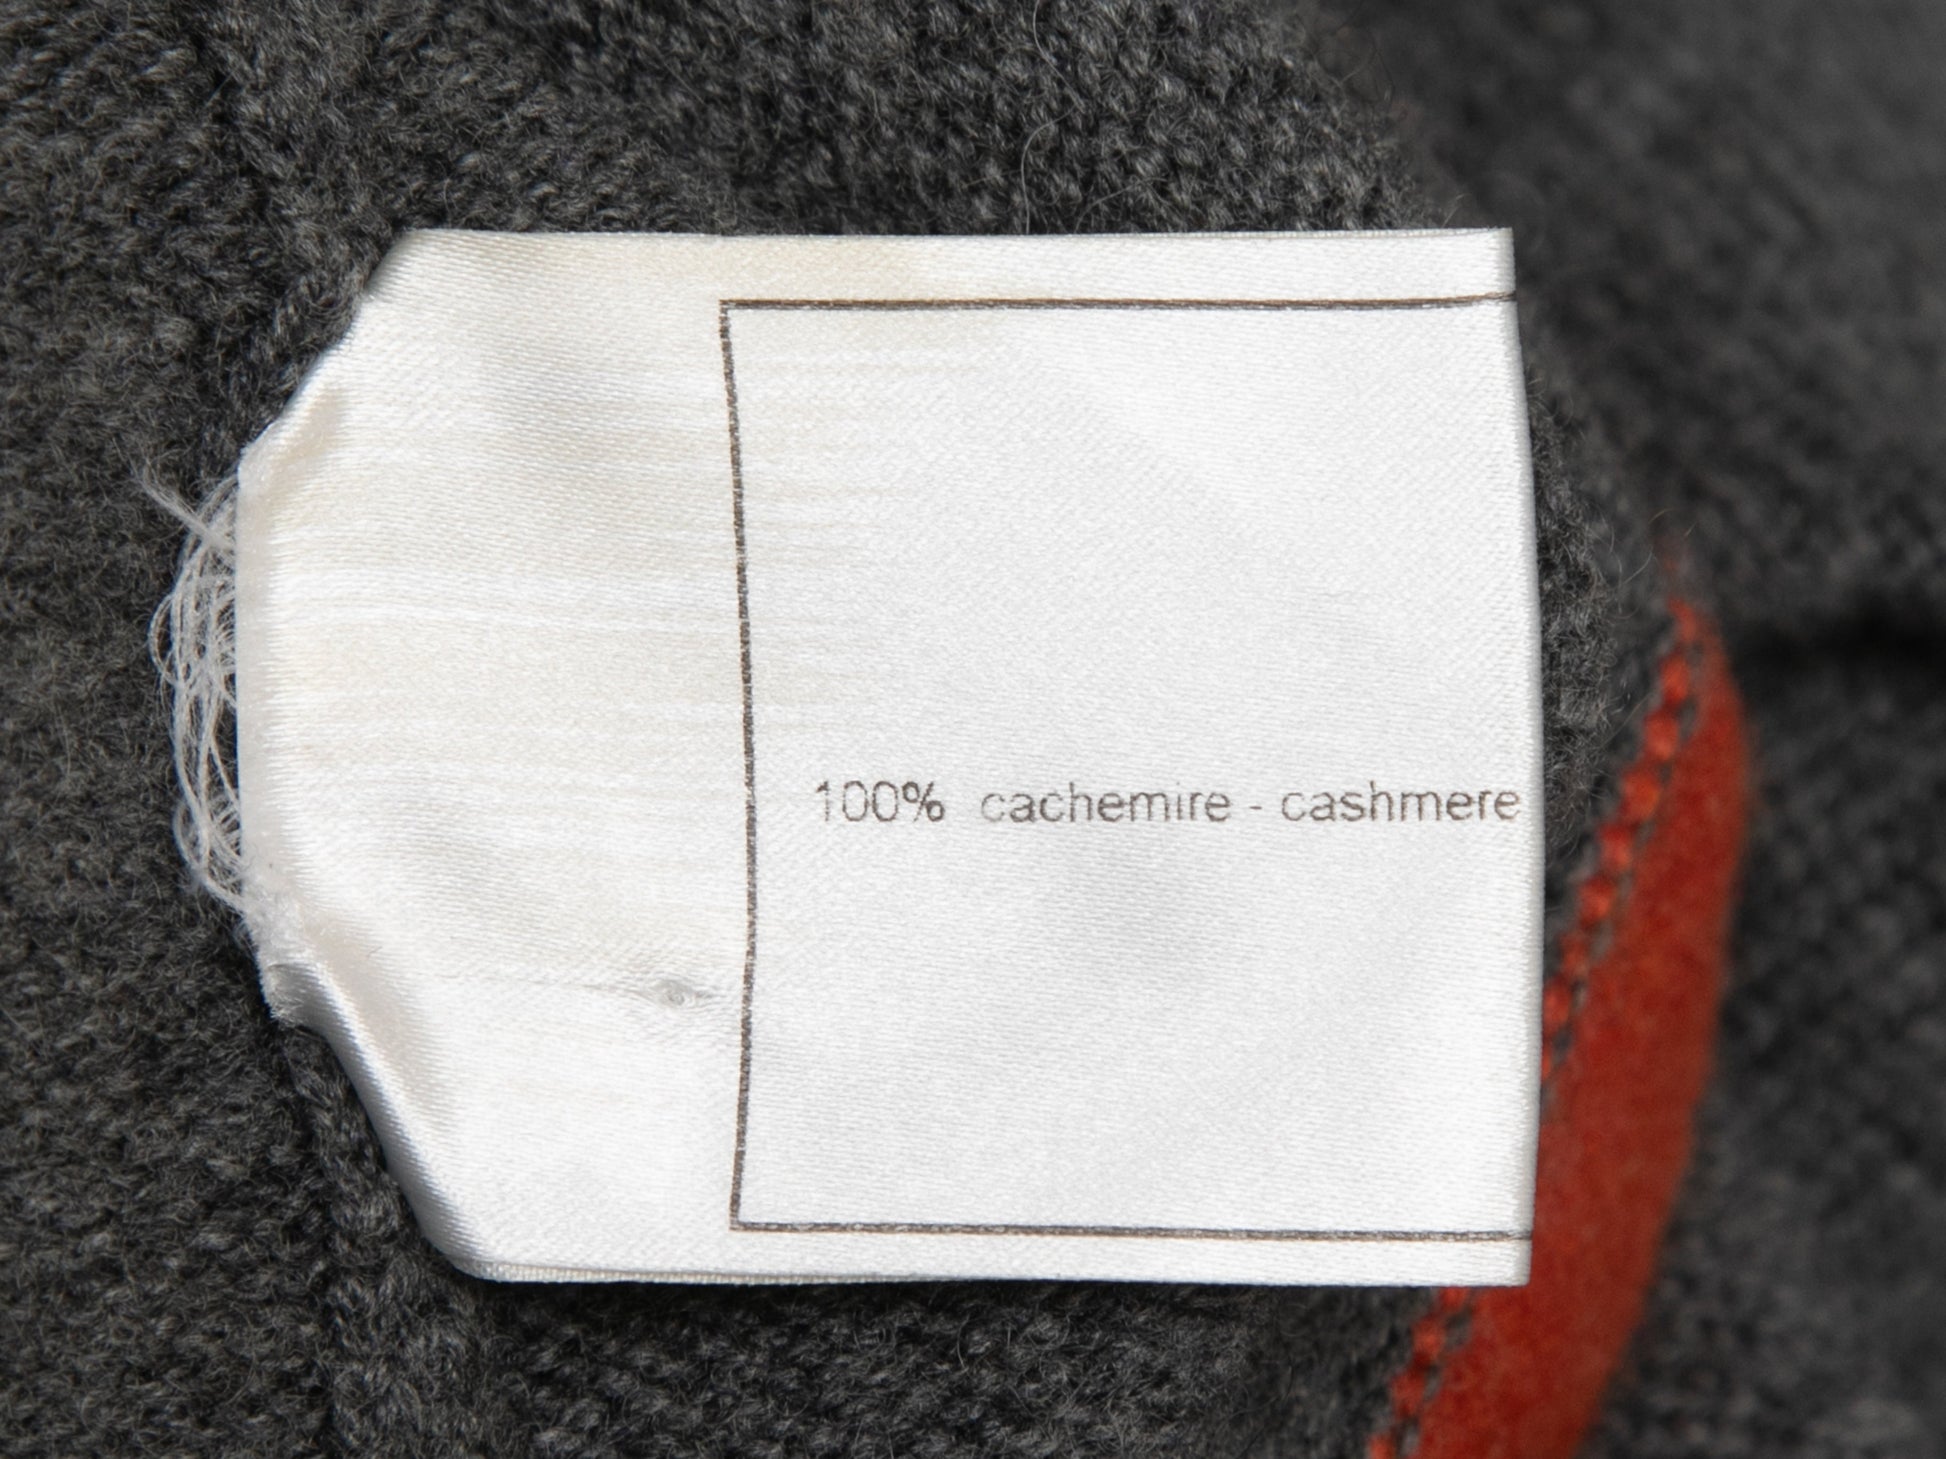 100% cachemire - cashmere